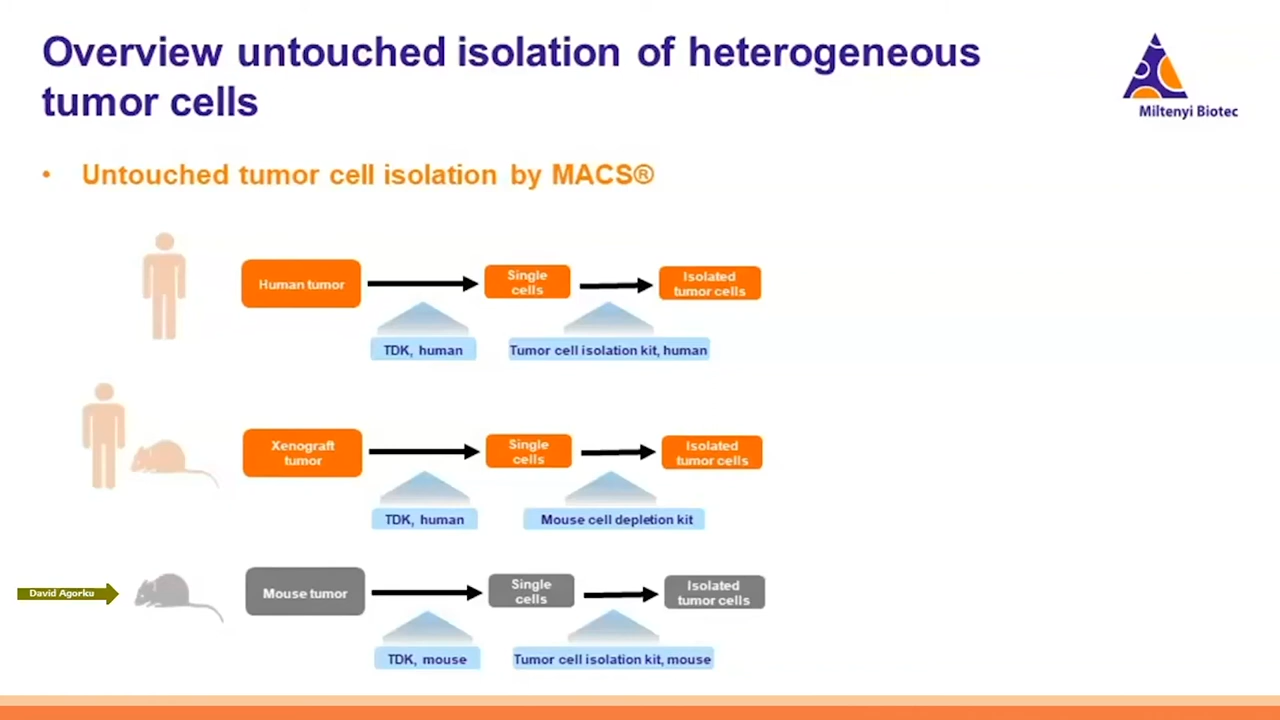 Overview untouched isolation of heterogeneous
tumor cells
Miltenyi Biotec
• Untouched tumor cell isolation by MACS®
Human tumor
Single
cells
Isolated
tumor cells
TDK, human
Tumor cell isolation kit, human
Xenograft
tumor
Single
cells
Isolated
tumor cells
TDK, human
Mouse cell depletion kit
David Agorku
Mouse tumor
Single
cells
Isolated
tumor cells
TDK, mouse
Tumor cell isolation kit, mouse